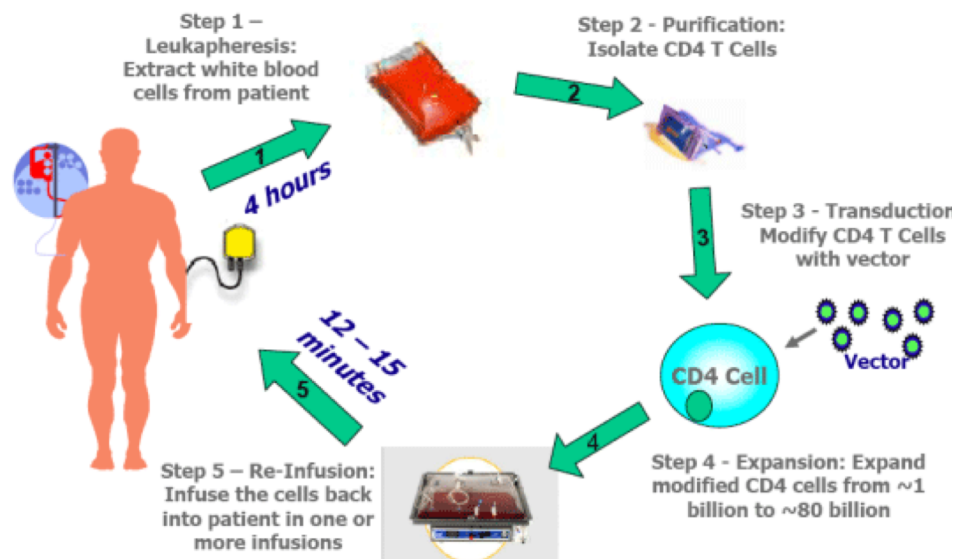 Step 1 –
Leukapheresis:
Extract white blood
cells from patient
1
4 hours
Step 2 - Purification:
Isolate CD4 T Cells
2
Step 3 - Transduction
Modify CD4 T Cells
with vector
3
Vector
CD4 Cell
4
Step 4 - Expansion: Expand
modified CD4 cells from ~1
billion to ~80 billion
12 – 15
minutes
5
Step 5 – Re-Infusion:
Infuse the cells back
into patient in one or
more infusions